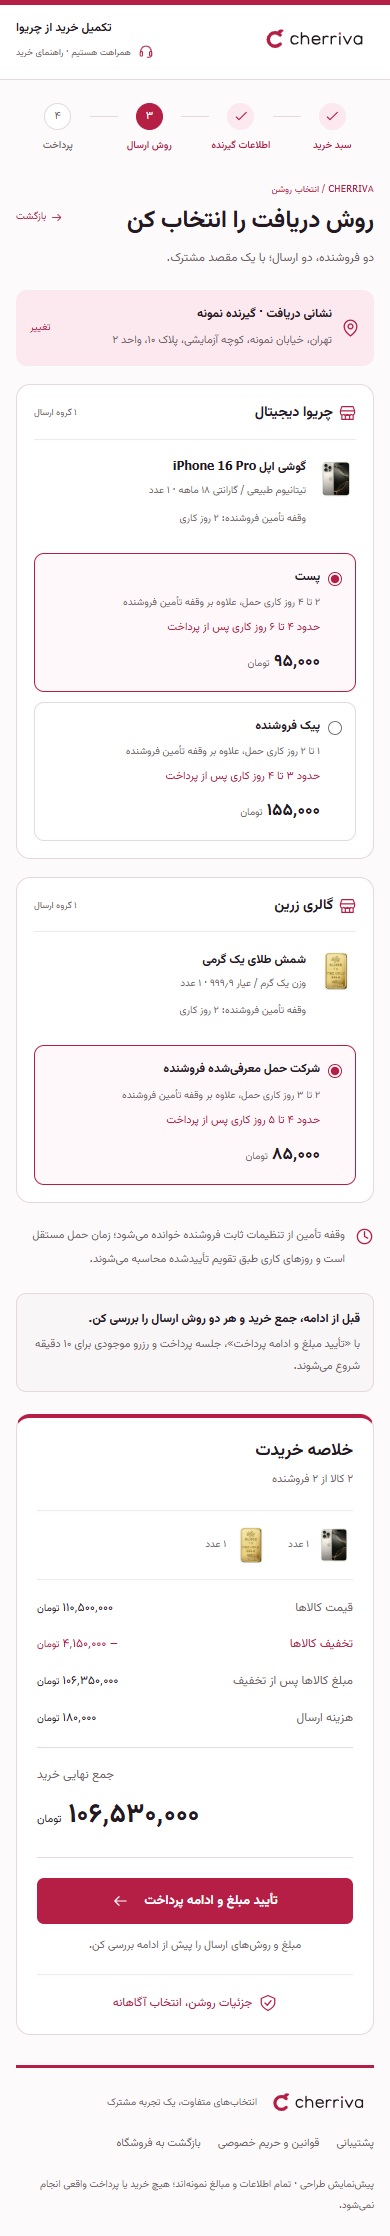 cherriva
تکمیل خرید از چریوا
همراهت هستیم · راهنمای خرید
سبد خرید
اطلاعات گیرنده
۳
روش ارسال
۴
پرداخت
CHERRIVA / انتخاب روشن
روش دریافت را انتخاب کن
بازگشت
دو فروشنده، دو ارسال؛ با یک مقصد مشترک.
نشانی دریافت · گیرنده نمونه
تهران، خیابان نمونه، کوچه آزمایشی، پلاک ۱۰، واحد ۲
تغییر
چریوا دیجیتال
۱ گروه ارسال
گوشی اپل iPhone 16 Pro
تیتانیوم طبیعی / گارانتی ۱۸ ماهه · ۱ عدد
وقفه تأمین فروشنده: ۲ روز کاری
پست
۲ تا ۴ روز کاری حمل، علاوه بر وقفه تأمین فروشنده
حدود ۴ تا ۶ روز کاری پس از پرداخت
۹۵,۰۰۰ تومان
پیک فروشنده
۱ تا ۲ روز کاری حمل، علاوه بر وقفه تأمین فروشنده
حدود ۳ تا ۴ روز کاری پس از پرداخت
۱۵۵,۰۰۰ تومان
گالری زرین
۱ گروه ارسال
شمش طلای یک گرمی
وزن یک گرم / عیار ۹۹۹٫۹ · ۱ عدد
وقفه تأمین فروشنده: ۲ روز کاری
شرکت حمل معرفی‌شده فروشنده
۲ تا ۳ روز کاری حمل، علاوه بر وقفه تأمین فروشنده
حدود ۴ تا ۵ روز کاری پس از پرداخت
۸۵,۰۰۰ تومان
وقفه تأمین از تنظیمات ثابت فروشنده خوانده می‌شود؛ زمان حمل مستقل
است و روزهای کاری طبق تقویم تأییدشده محاسبه می‌شوند.
قبل از ادامه، جمع خرید و هر دو روش ارسال را بررسی کن.
با «تأیید مبلغ و ادامه پرداخت»، جلسه پرداخت و رزرو موجودی برای ۱۰ دقیقه
شروع می‌شوند.
خلاصه خریدت
۲ کالا از ۲ فروشنده
۱ عدد
۱ عدد
قیمت کالاها
۱۱۰,۵۰۰,۰۰۰ تومان
تخفیف کالاها
− ۴,۱۵۰,۰۰۰ تومان
مبلغ کالاها پس از تخفیف
۱۰۶,۳۵۰,۰۰۰ تومان
هزینه ارسال
۱۸۰,۰۰۰ تومان
جمع نهایی خرید
۱۰۶,۵۳۰,۰۰۰ تومان
تأیید مبلغ و ادامه پرداخت
مبلغ و روش‌های ارسال را پیش از ادامه بررسی کن.
جزئیات روشن، انتخاب آگاهانه
cherriva
انتخاب‌های متفاوت، یک تجربه مشترک
پشتیبانی
قوانین و حریم خصوصی
بازگشت به فروشگاه
پیش‌نمایش طراحی · تمام اطلاعات و مبالغ نمونه‌اند؛ هیچ خرید یا پرداخت واقعی انجام
نمی‌شود.